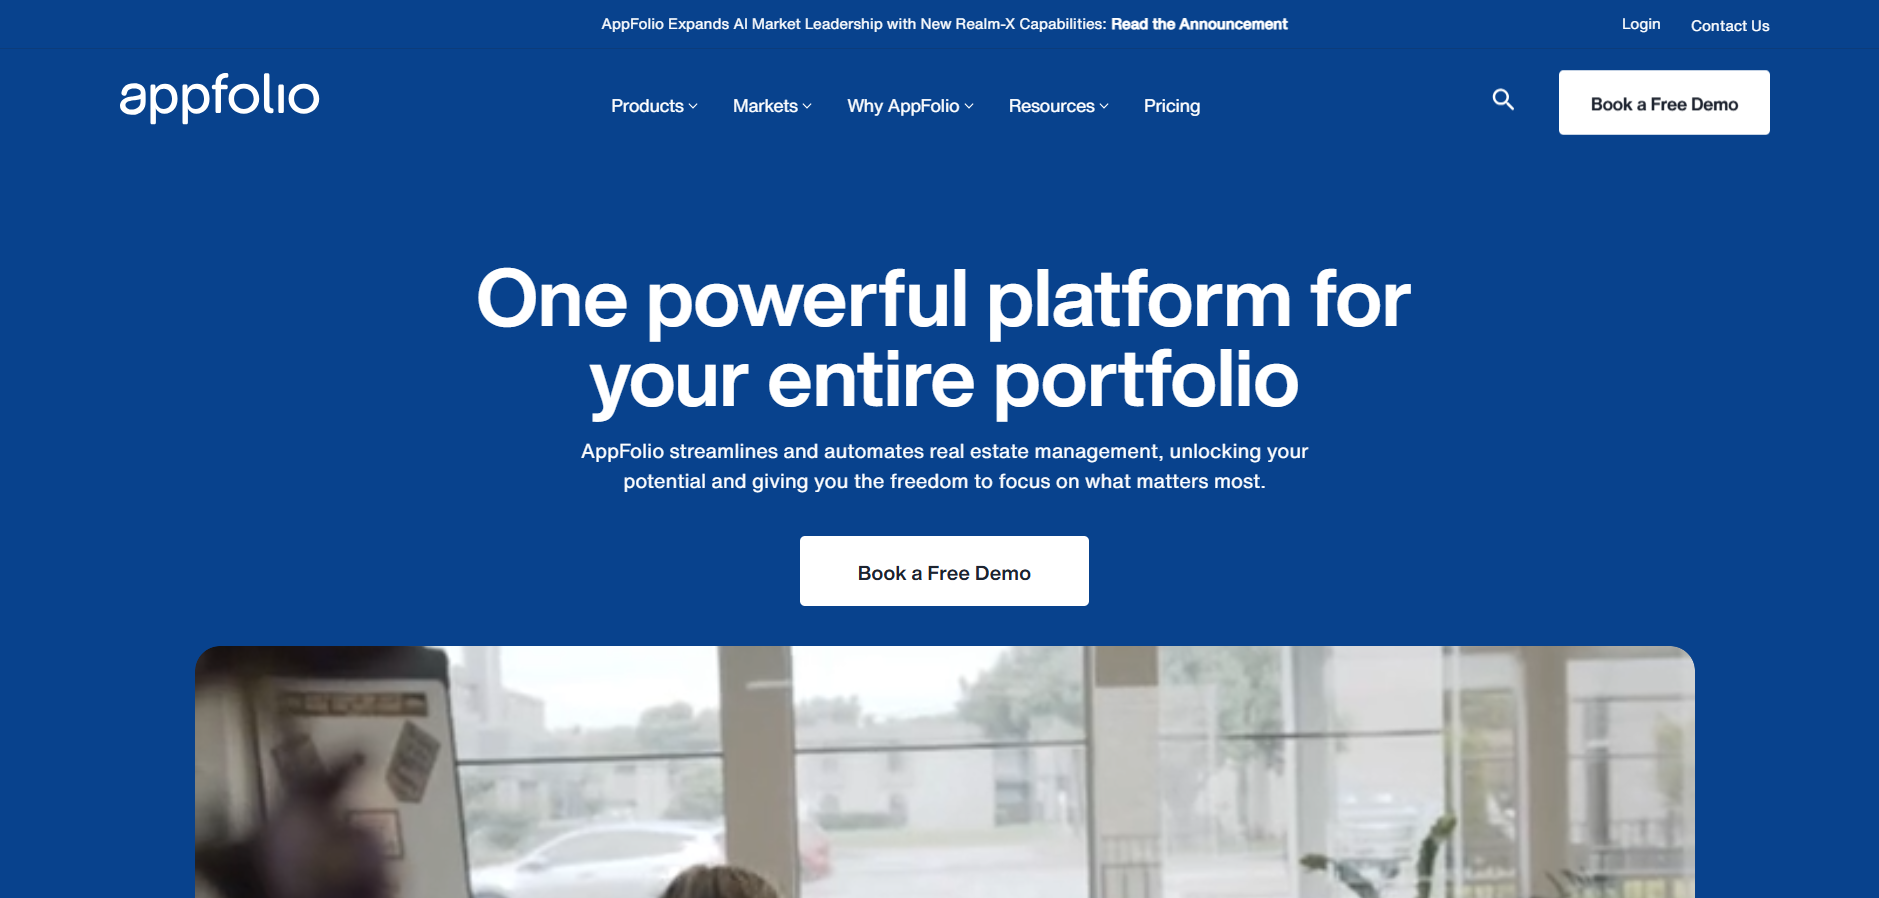 AppFolio Expands AI Market Leadership with New Realm-X Capabilities: Read the Announcement
Login
Contact Us
appfolio
Products
Markets
Why AppFolio
Resources
Pricing
Book a Free Demo
One powerful platform for
your entire portfolio
AppFolio streamlines and automates real estate management, unlocking your
potential and giving you the freedom to focus on what matters most.
Book a Free Demo